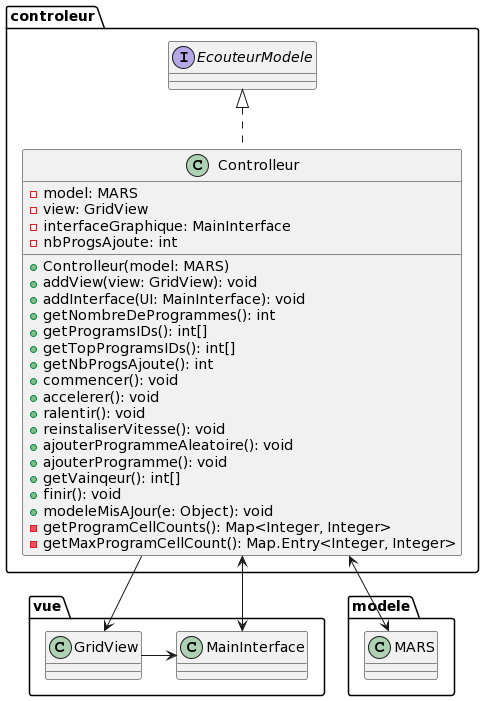 controleur
I EcouteurModele
C Controlleur
model: MARS
view: GridView
interfaceGraphique: MainInterface
nbProgsAjoute: int
Controlleur(model: MARS)
addView(view: GridView): void
addInterface(UI: MainInterface): void
getNombreDeProgrammes(): int
getProgramsIDs(): int[]
getTopProgramsIDs(): int[]
getNbProgsAjoute(): int
commencer(): void
accelerer(): void
ralentir(): void
reinstaliserVitesse(): void
ajouterProgrammeAleatoire(): void
ajouterProgramme(): void
getVainqeur(): int[]
finir(): void
modeleMisAJour(e: Object): void
getProgramCellCounts(): Map<Integer, Integer>
getMaxProgramCellCount(): Map.Entry<Integer, Integer>
vue
C GridView
C MainInterface
modele
C MARS